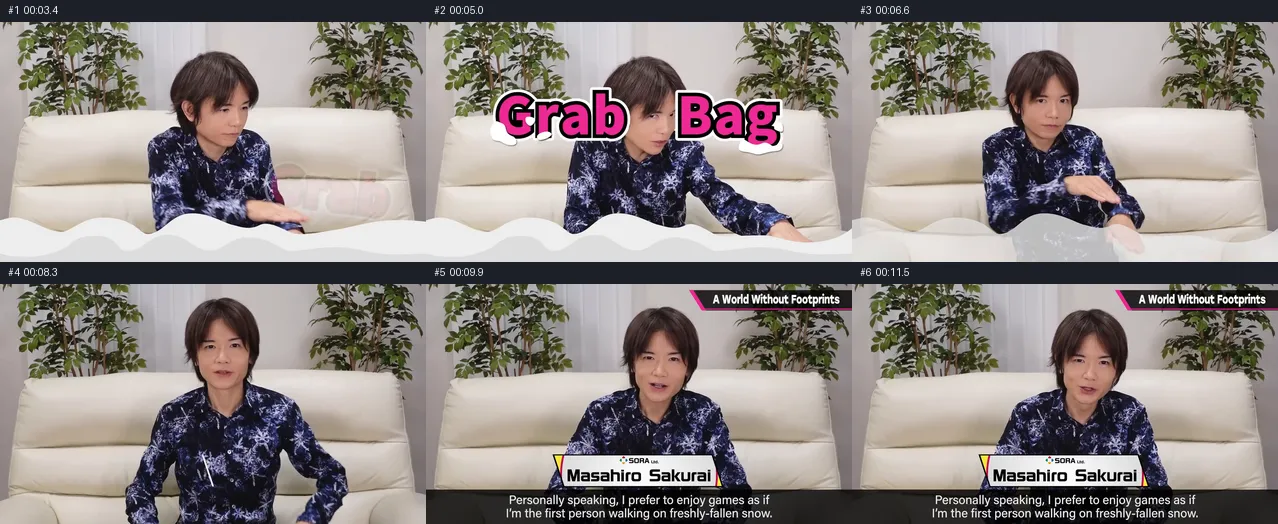 #1 00:03.4
#2 00:05.0
#3 00:06.6
Grab
Grab Bag
#4 00:08.3
#5 00:09.9
#6 00:11.5
A World Without Footprints
SORA Ltd.
Masahiro Sakurai
Personally speaking, I prefer to enjoy games as if
I'm the first person walking on freshly-fallen snow.
A World Without Footprints
SORA Ltd.
Masahiro Sakurai
Personally speaking, I prefer to enjoy games as if
I'm the first person walking on freshly-fallen snow.